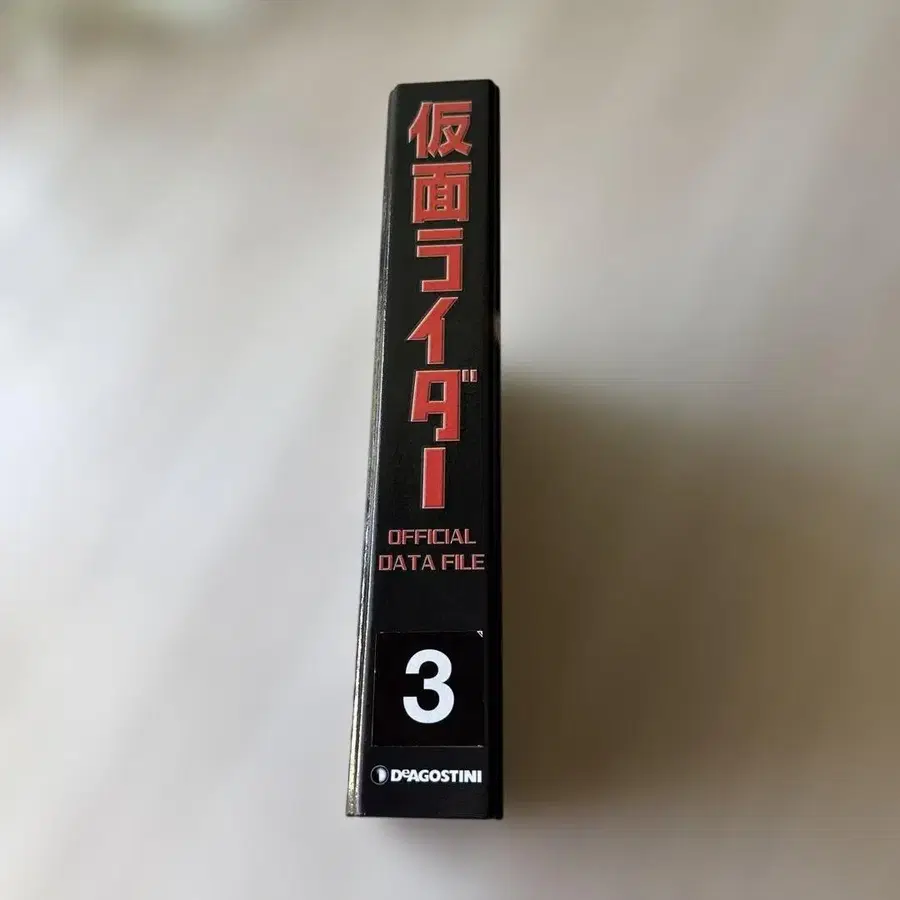 仮面ライダー
OFFICIAL
DATA FILE
3
DeAGOSTINI